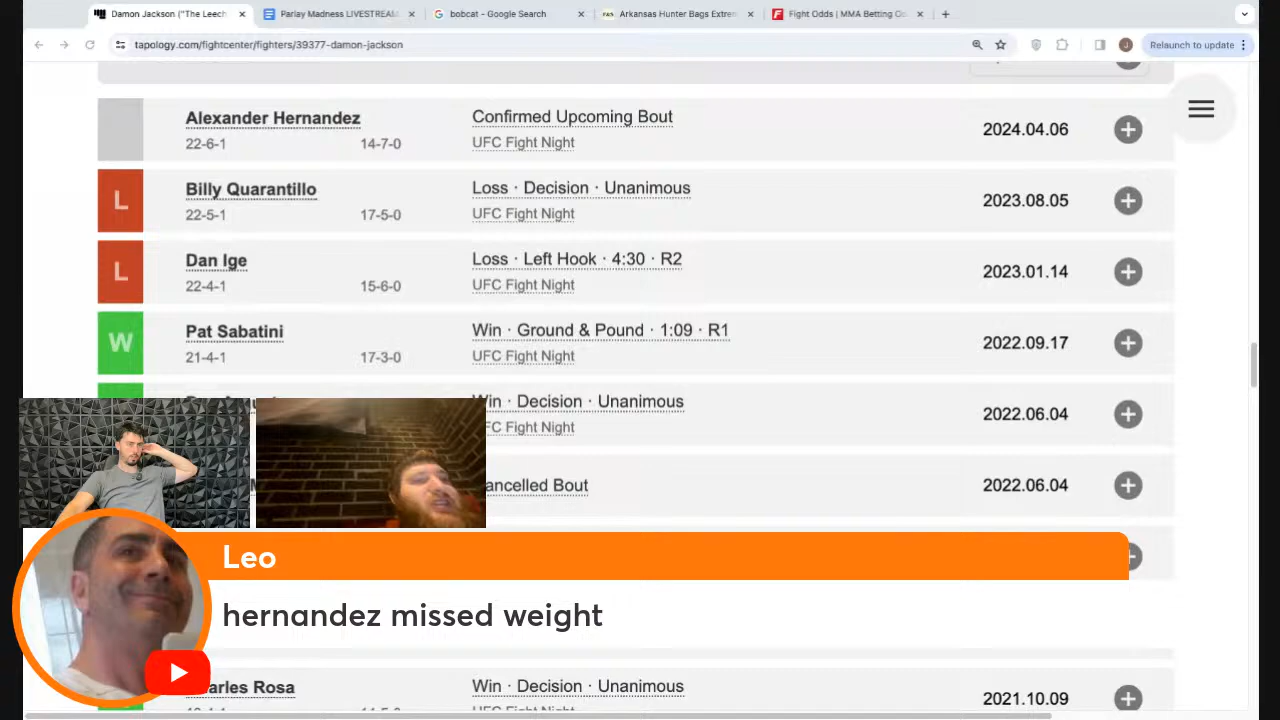 Damon Jackson ("The Leech
Parlay Madness LIVESTREAM
bobcat - Google Search
Arkansas Hunter Bags Extrem
Fight Odds | MMA Betting Od
tapology.com/fightcenter/fighters/39377-damon-jackson
Relaunch to update
Alexander Hernandez
22-6-1 14-7-0
Confirmed Upcoming Bout
UFC Fight Night
2024.04.06
L
Billy Quarantillo
22-5-1 17-5-0
Loss · Decision · Unanimous
UFC Fight Night
2023.08.05
L
Dan Ige
22-4-1 15-6-0
Loss · Left Hook · 4:30 · R2
UFC Fight Night
2023.01.14
W
Pat Sabatini
21-4-1 17-3-0
Win · Ground & Pound · 1:09 · R1
UFC Fight Night
2022.09.17
Win · Decision · Unanimous
UFC Fight Night
2022.06.04
ancelled Bout
2022.06.04
Leo
hernandez missed weight
arles Rosa
Win · Decision · Unanimous
2021.10.09